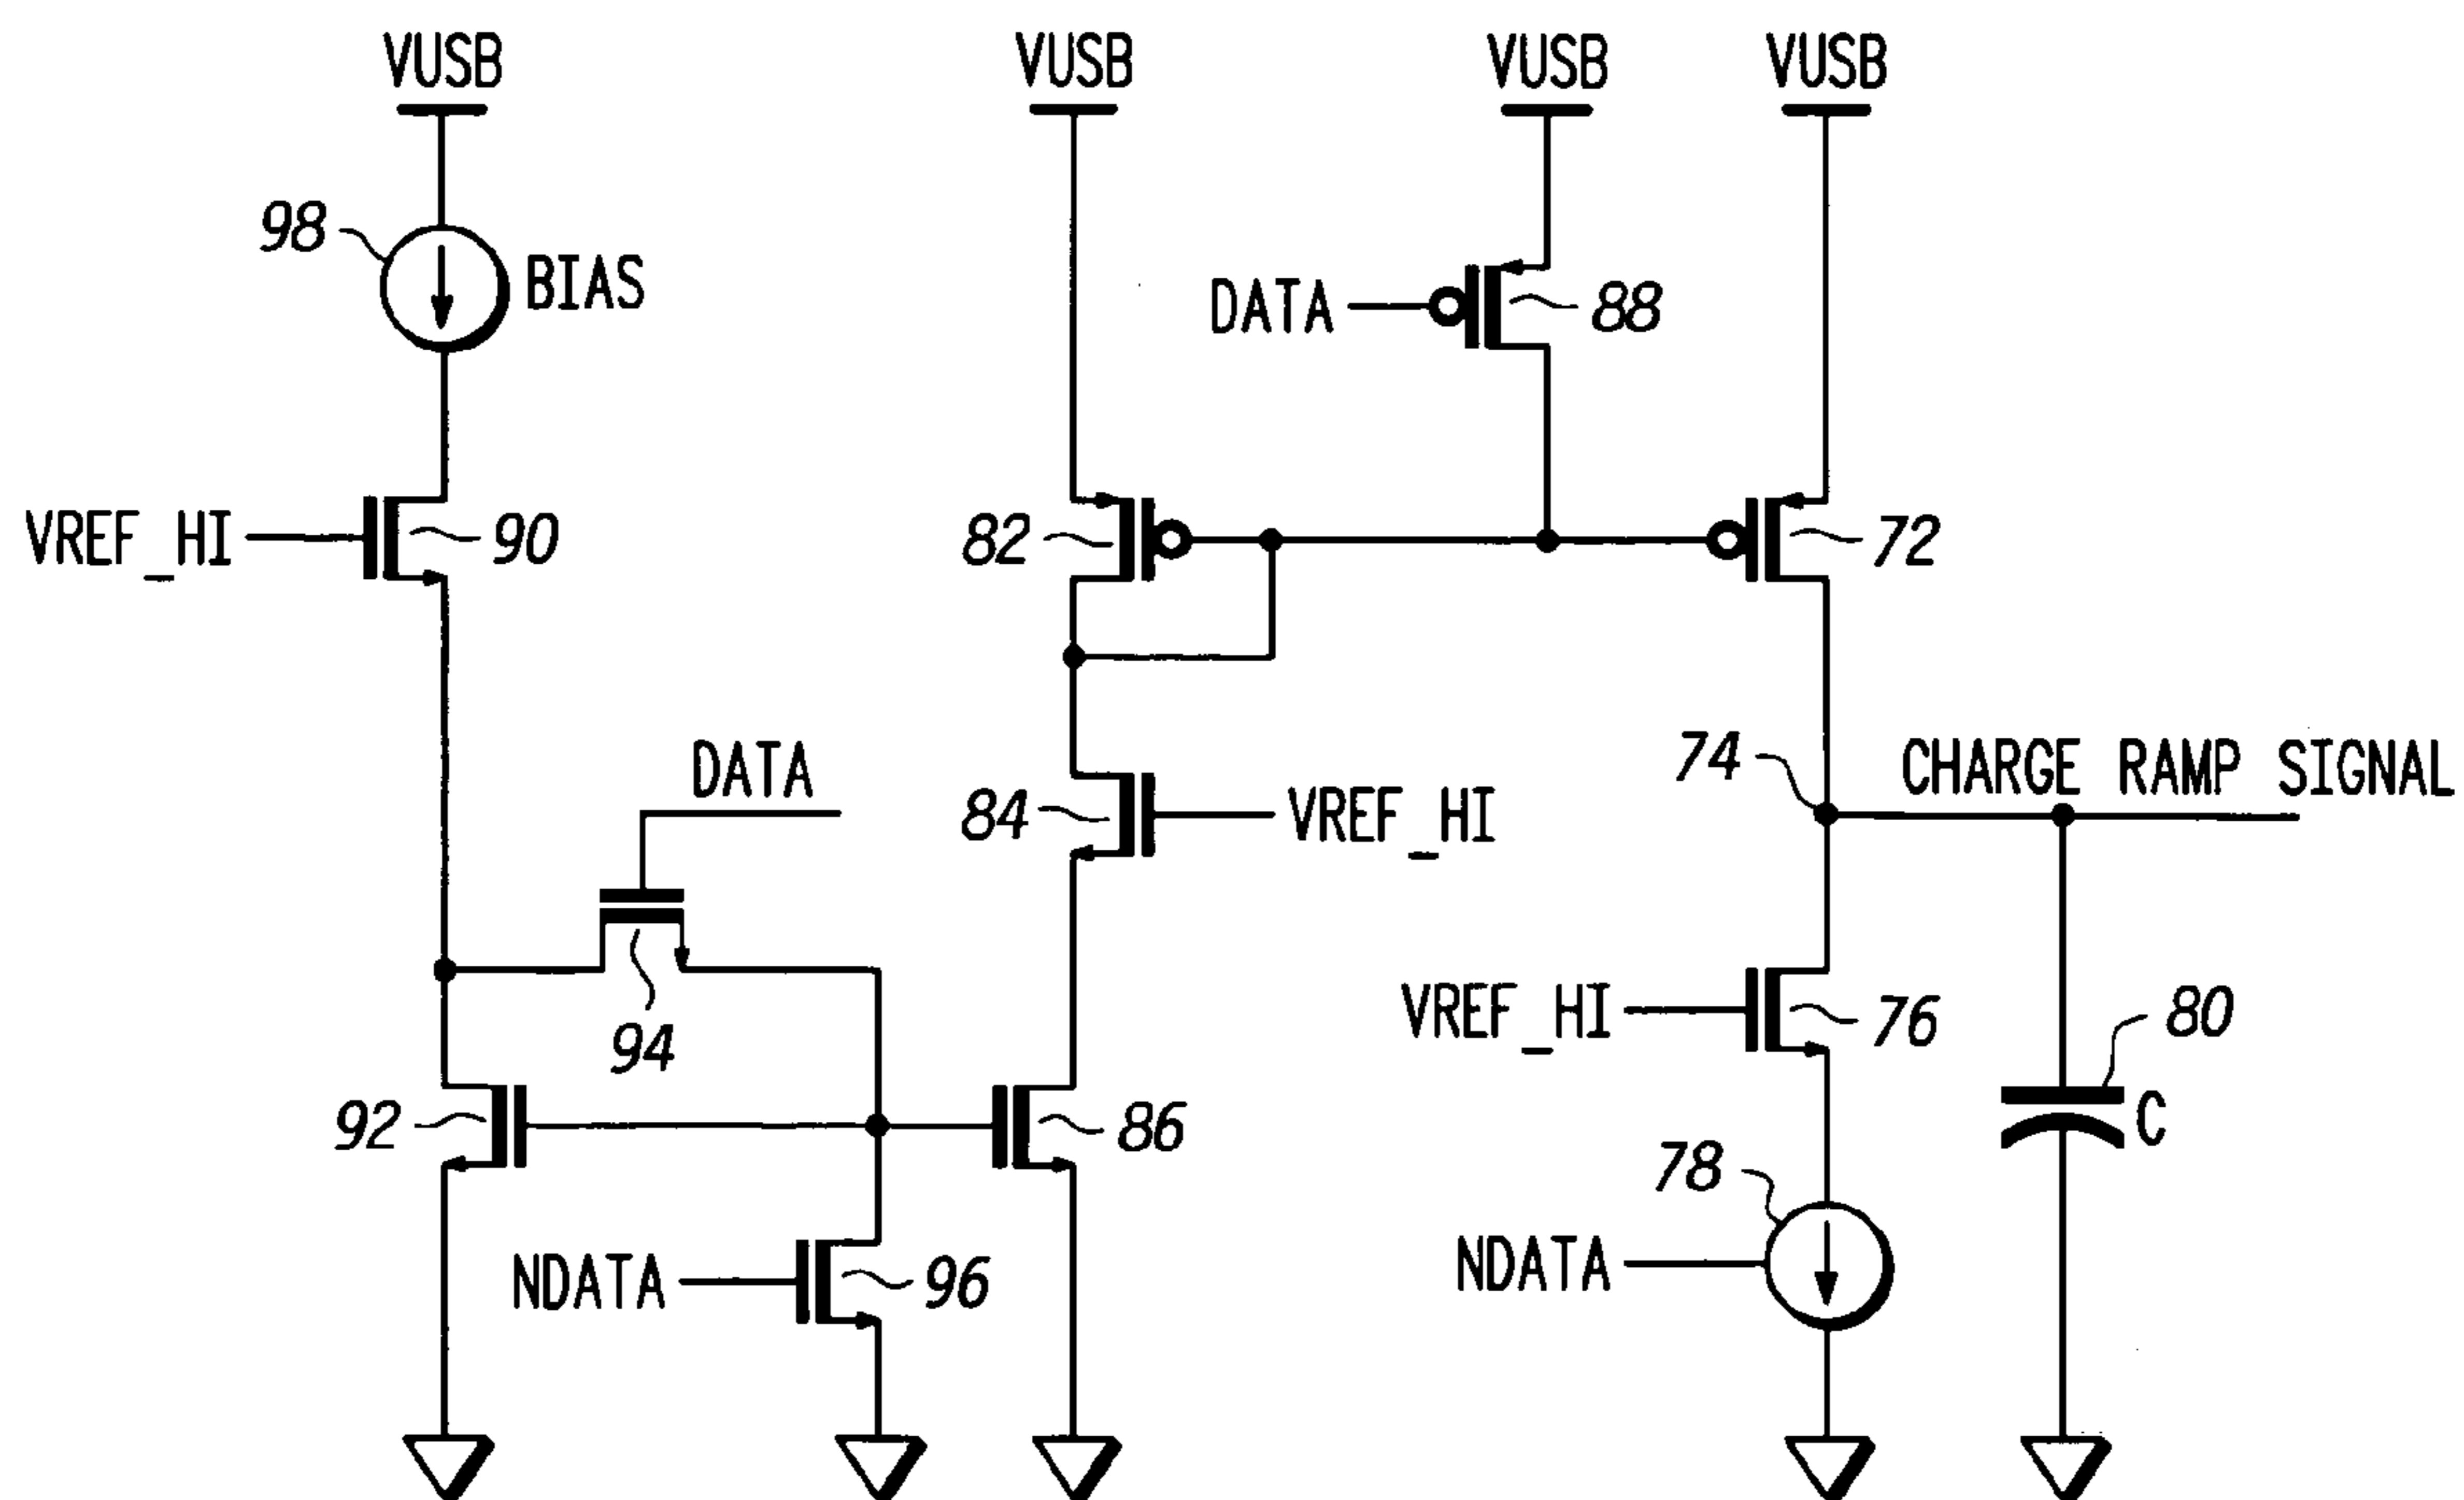 VUSB
VUSB
VUSB
VUSB
98
BIAS
DATA
88
VREF_HI
90
82
72
DATA
74
CHARGE RAMP SIGNAL
84
VREF_HI
94
VREF_HI
76
80
92
86
C
78
NDATA
96
NDATA